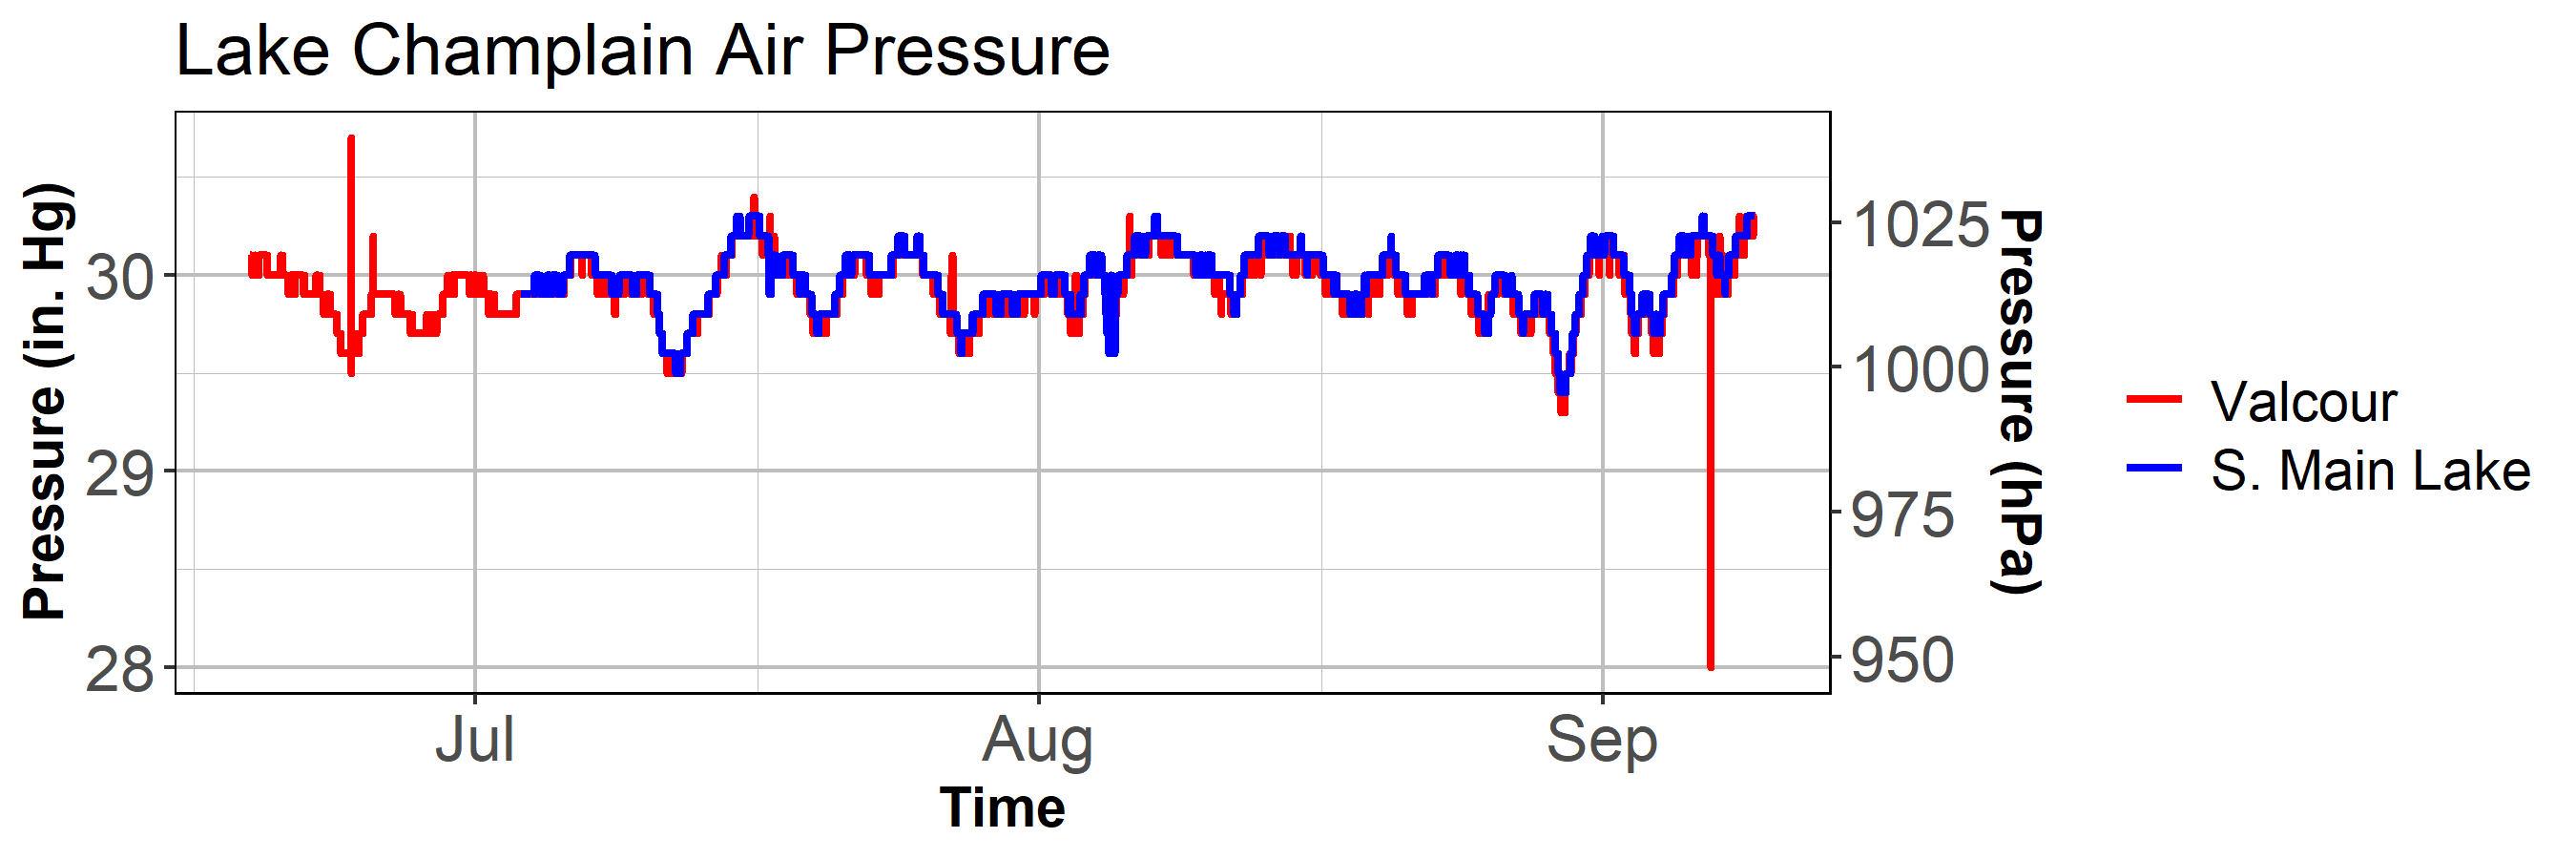 Lake Champlain Air Pressure
Pressure (in. Hg)
30
29
28
1025
1000
975
950
Pressure (hPa)
Jul Aug Sep
Time
Valcour
S. Main Lake